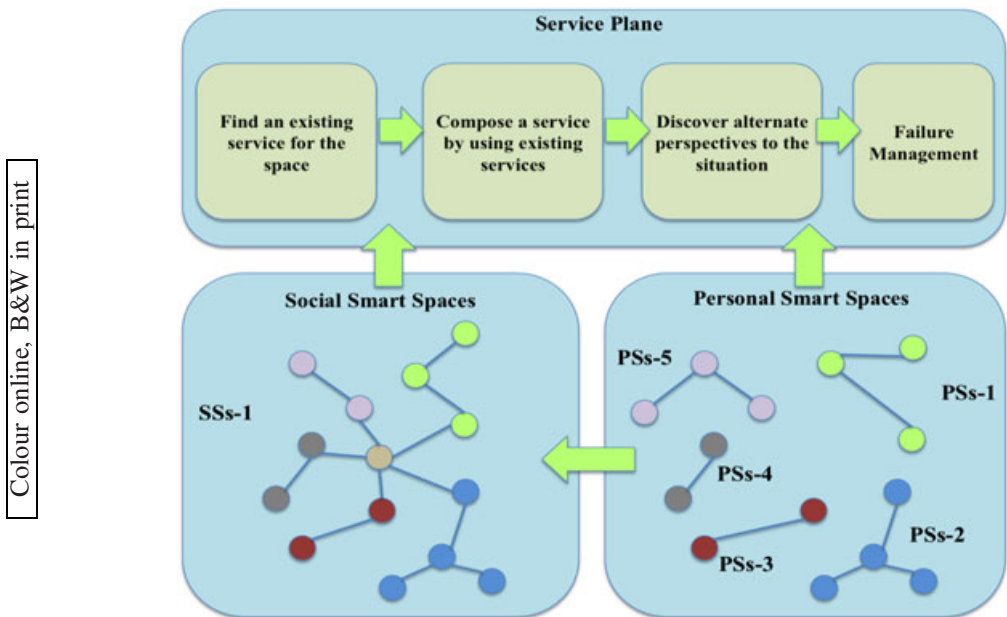 Colour online, B&W in print
Service Plane
Find an existing
service for the
space
Compose a service
by using existing
services
Discover alternate
perspectives to the
situation
Failure
Management
Social Smart Spaces
SSs-1
Personal Smart Spaces
PSs-5
PSs-1
PSs-4
PSs-2
PSs-3